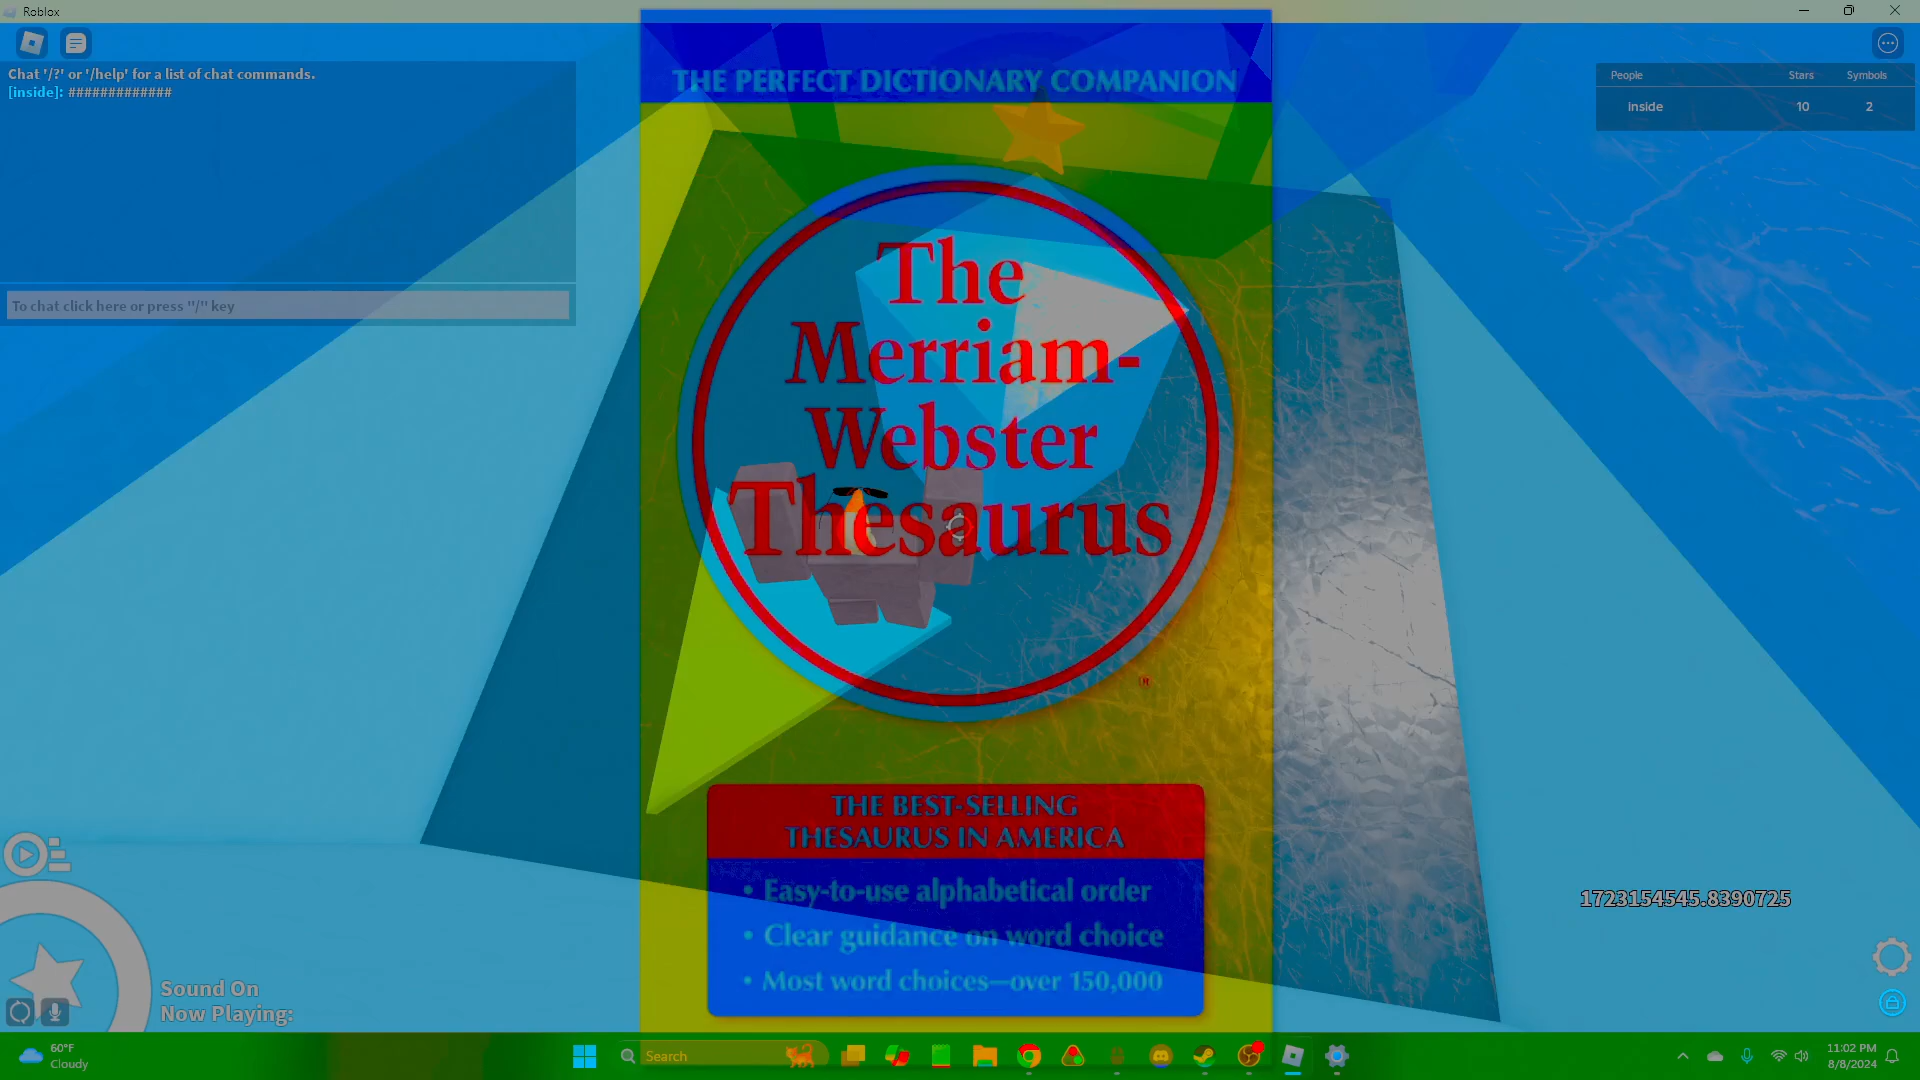 Roblox
Chat '/?' or '/help' for a list of chat commands.
[inside]: #############
To chat click here or press "/" key
THE PERFECT DICTIONARY COMPANION
People Stars Symbols
inside 10 2
The
Merriam-
Webster
Thesaurus
THE BEST-SELLING
THESAURUS IN AMERICA
• Easy-to-use alphabetical order
• Clear guidance on word choice
• Most word choices—over 150,000
1723154545.8390725
Sound On
Now Playing:
60°F
Cloudy
Search
11:02 PM
8/8/2024